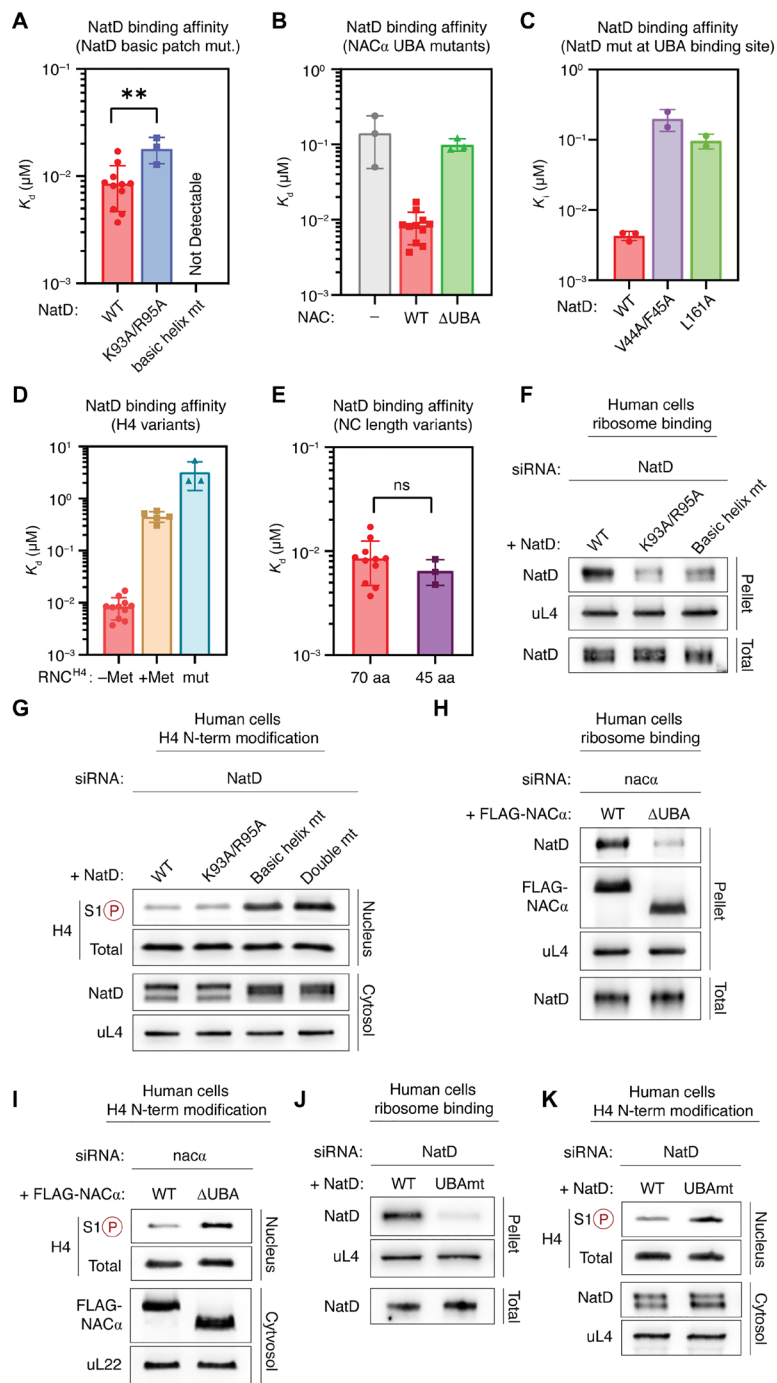 A
NatD binding affinity
(NatD basic patch mut.)
10⁻¹
10⁻²
10⁻³
Kd (µM)
**
Not Detectable
NatD:
WT
K93A/R95A
basic helix mt
B
NatD binding affinity
(NACα UBA mutants)
10⁰
10⁻¹
10⁻²
10⁻³
Kd (µM)
NAC: – WT ΔUBA
C
NatD binding affinity
(NatD mut at UBA binding site)
10⁰
10⁻¹
10⁻²
10⁻³
Ki (µM)
NatD:
WT
V44A/F45A
L161A
D
NatD binding affinity
(H4 variants)
10¹
10⁰
10⁻¹
10⁻²
10⁻³
Kd (µM)
RNCᴴ⁴: –Met +Met mut
E
NatD binding affinity
(NC length variants)
10⁻¹
10⁻²
10⁻³
Kd (µM)
ns
70 aa 45 aa
F
Human cells
ribosome binding
siRNA: NatD
+ NatD:
WT
K93A/R95A
Basic helix mt
NatD
uL4
Pellet
NatD
Total
G
Human cells
H4 N-term modification
siRNA: NatD
+ NatD:
WT
K93A/R95A
Basic helix mt
Double mt
H4
S1 P
Total
Nucleus
NatD
uL4
Cytosol
H
Human cells
ribosome binding
siRNA: nacα
+ FLAG-NACα: WT ΔUBA
NatD
FLAG-
NACα
uL4
Pellet
NatD
Total
I
Human cells
H4 N-term modification
siRNA: nacα
+ FLAG-NACα: WT ΔUBA
H4
S1 P
Total
Nucleus
FLAG-
NACα
uL22
Cytvosol
J
Human cells
ribosome binding
siRNA: NatD
+ NatD: WT UBAmt
NatD
uL4
Pellet
NatD
Total
K
Human cells
H4 N-term modification
siRNA: NatD
+ NatD: WT UBAmt
H4
S1 P
Total
Nucleus
NatD
uL4
Cytosol